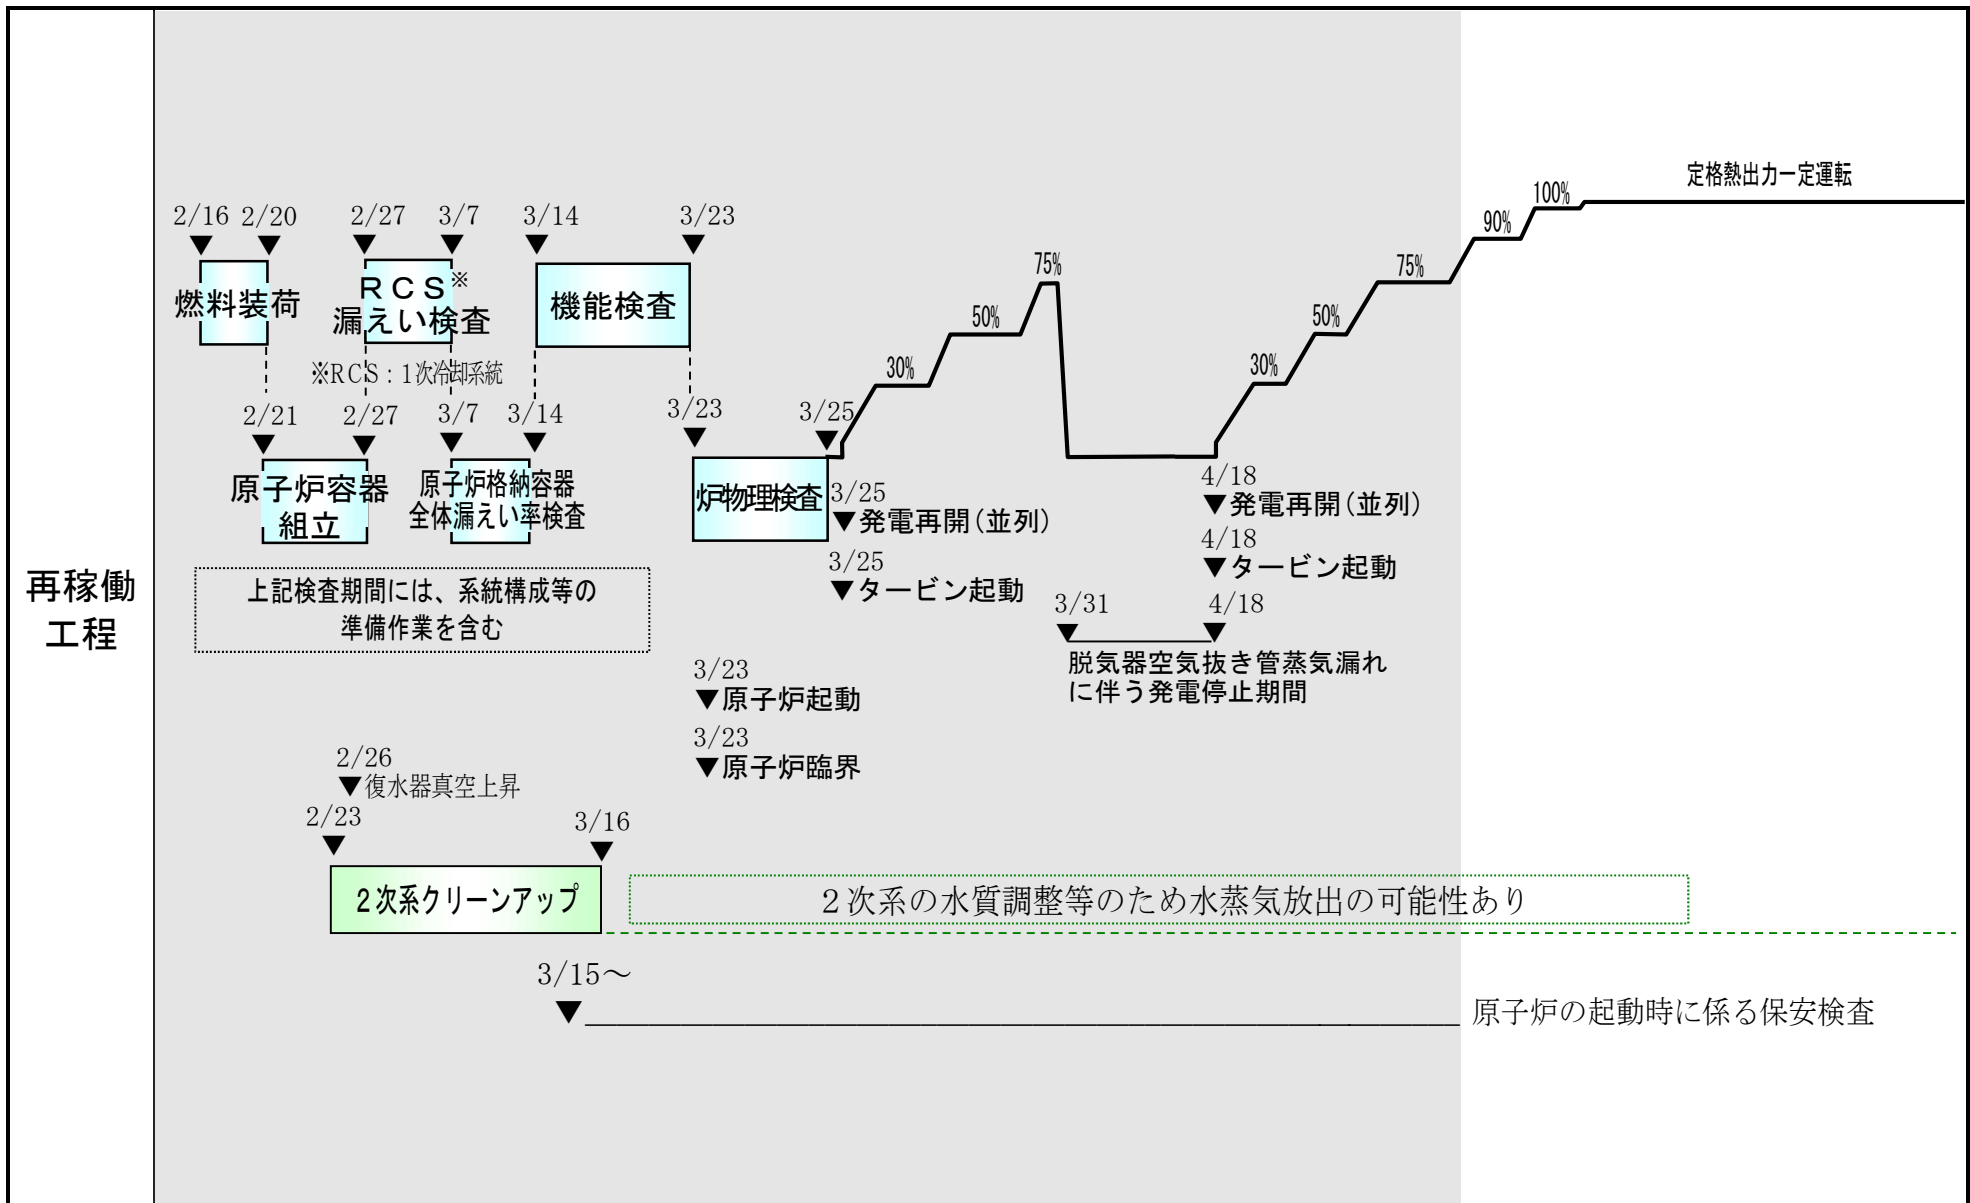 再稼働
工程
定格熱出力一定運転
100%
90%
75%
50%
30%
75%
50%
30%
2/16 2/20 2/27 3/7 3/14 3/23
▼ ▼ ▼ ▼ ▼ ▼
燃料装荷
RCS※
漏えい検査
機能検査
※RCS:1次冷却系統
2/21 2/27 3/7 3/14 3/23 3/25
▼ ▼ ▼ ▼ ▼ ▼
原子炉容器
組立
原子炉格納容器
全体漏えい率検査
炉物理検査
3/25
▼発電再開(並列)
3/25
▼タービン起動
4/18
▼発電再開(並列)
4/18
▼タービン起動
3/31 4/18
▼ ▼
脱気器空気抜き管蒸気漏れ
に伴う発電停止期間
上記検査期間には、系統構成等の
準備作業を含む
3/23
▼原子炉起動
3/23
▼原子炉臨界
2/26
▼復水器真空上昇
2/23 3/16
▼ ▼
2次系クリーンアップ
2次系の水質調整等のため水蒸気放出の可能性あり
3/15~
▼
原子炉の起動時に係る保安検査